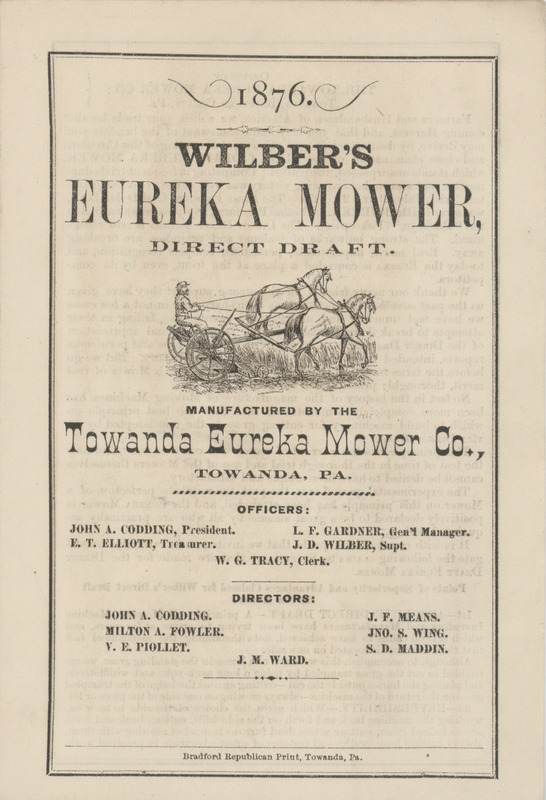 1876.
WILBER'S
EUREKA MOWER,
DIRECT DRAFT.
MANUFACTURED BY THE
Towanda Eureka Mower Co.,
TOWANDA, PA.
OFFICERS:
JOHN A. CODDING, President. L. F. GARDNER, Gen'l Manager.
E. T. ELLIOTT, Treasurer. J. D. WILBER, Supt.
W. G. TRACY, Clerk.
DIRECTORS:
JOHN A. CODDING. J. F. MEANS.
MILTON A. FOWLER. JNO. S. WING.
V. E. PIOLLET. S. D. MADDIN.
J. M. WARD.
Bradford Republican Print, Towanda, Pa.